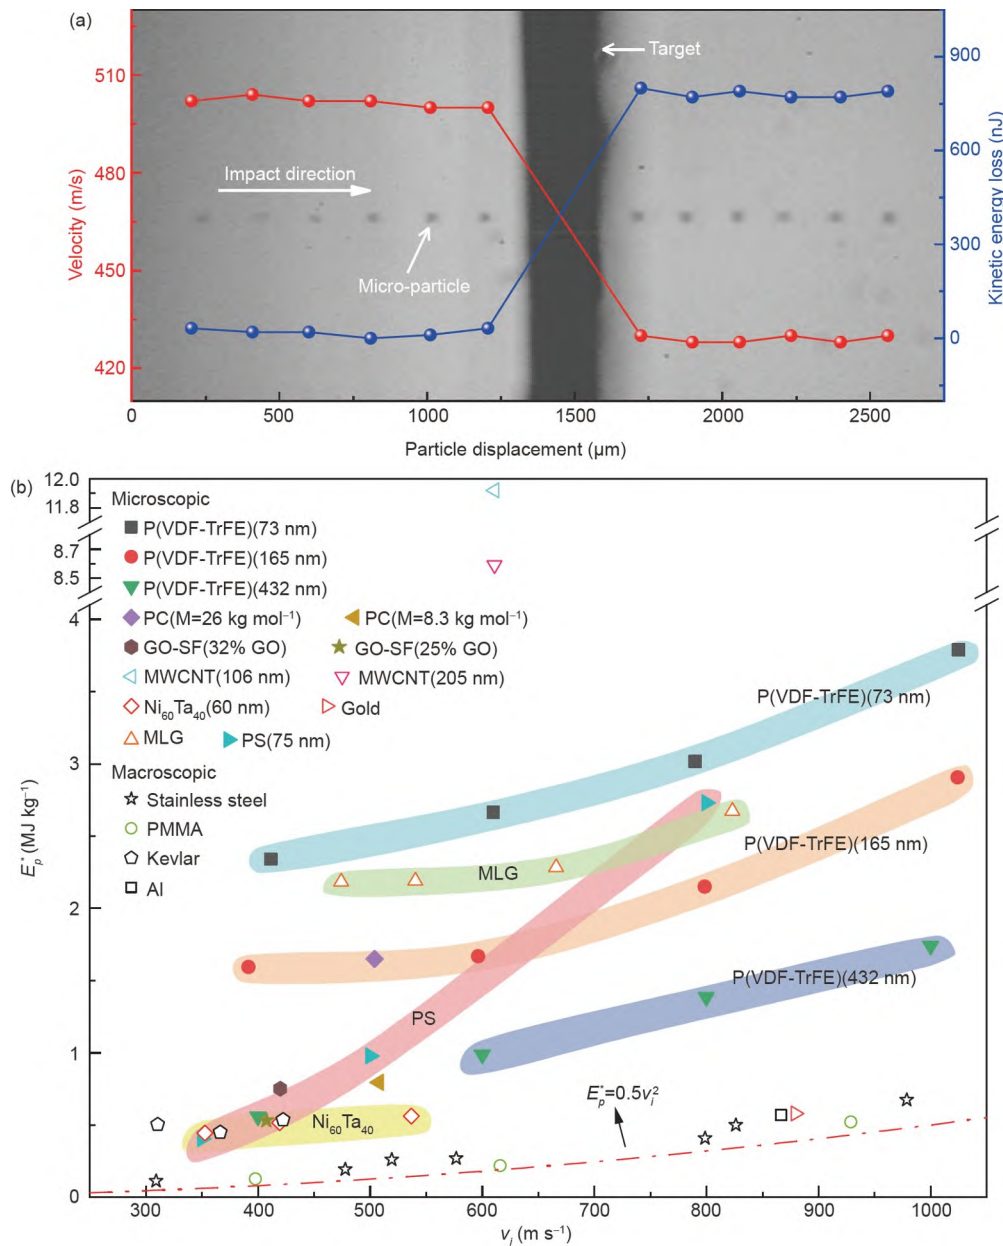 (a)
Target
Impact direction
Micro-particle
Velocity (m/s)
510
480
450
420
Kinetic energy loss (nJ)
900
600
300
0
0 500 1000 1500 2000 2500
Particle displacement (µm)
(b)
Microscopic
P(VDF-TrFE)(73 nm)
P(VDF-TrFE)(165 nm)
P(VDF-TrFE)(432 nm)
PC(M=26 kg mol⁻¹) PC(M=8.3 kg mol⁻¹)
GO-SF(32% GO) GO-SF(25% GO)
MWCNT(106 nm) MWCNT(205 nm)
Ni₆₀Ta₄₀(60 nm) Gold
MLG PS(75 nm)
Macroscopic
Stainless steel
PMMA
Kevlar
Al
12.0
11.8
8.7
8.5
4
3
2
1
0
E*ₚ (MJ kg⁻¹)
P(VDF-TrFE)(73 nm)
P(VDF-TrFE)(165 nm)
MLG
P(VDF-TrFE)(432 nm)
PS
Ni₆₀Ta₄₀
E*ₚ=0.5vᵢ²
300 400 500 600 700 800 900 1000
vᵢ (m s⁻¹)